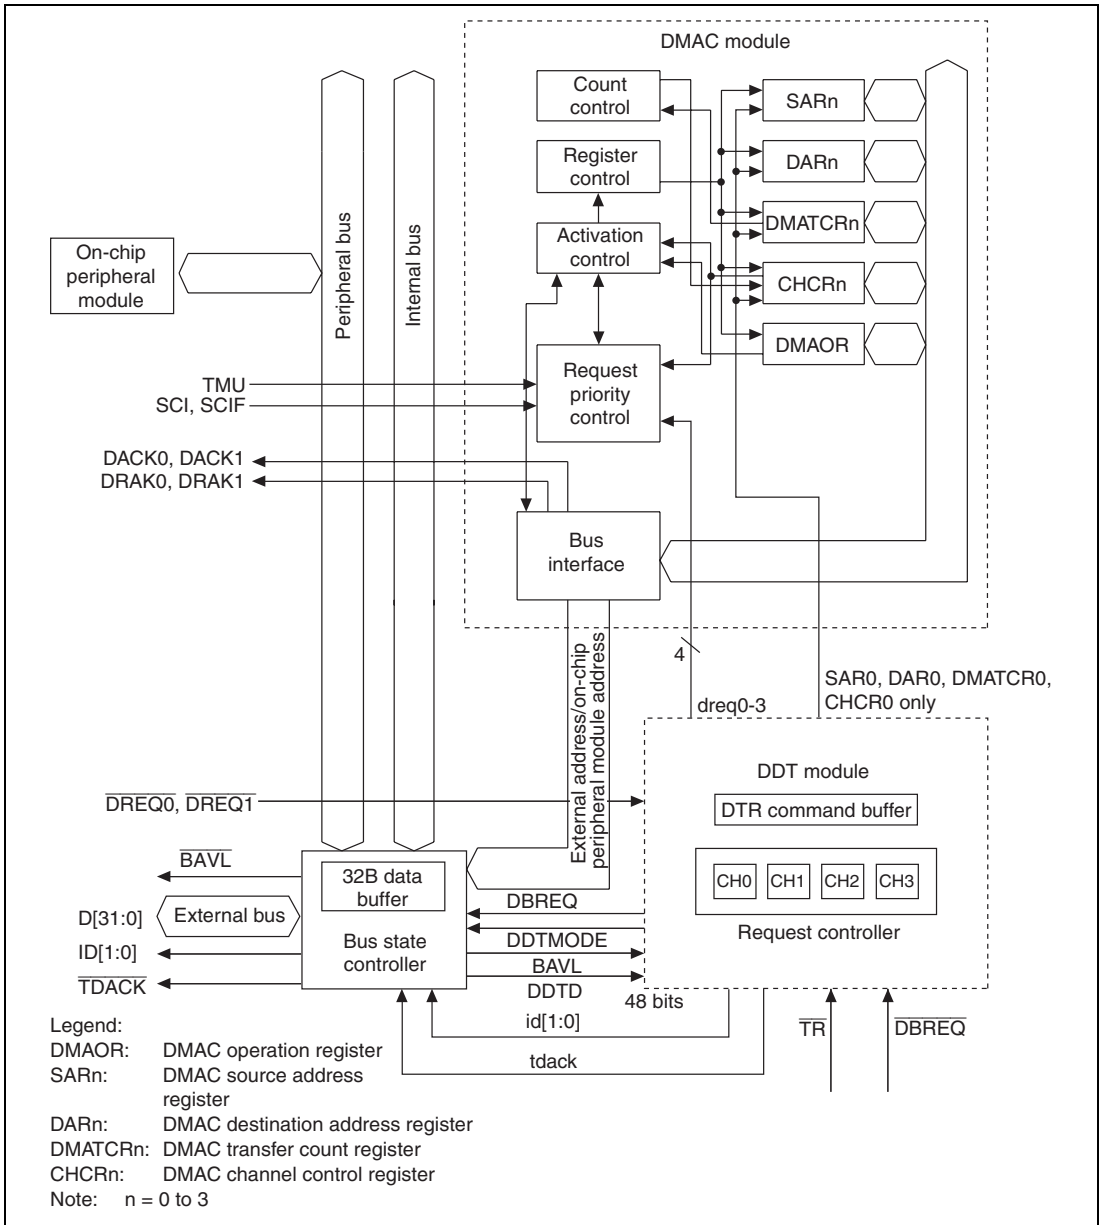 DMAC module
Count
control
SARn
Register
control
DARn
DMATCRn
Activation
control
CHCRn
DMAOR
On-chip
peripheral
module
Peripheral bus
Internal bus
Request
priority
control
TMU
SCI, SCIF
DACK0, DACK1
DRAK0, DRAK1
Bus
interface
4
External address/on-chip
peripheral module address
dreq0-3
SAR0, DAR0, DMATCR0,
CHCR0 only
DDT module
DTR command buffer
DREQ0, DREQ1
CH0 CH1 CH2 CH3
Request controller
BAVL
32B data
buffer
D[31:0]
External bus
ID[1:0]
Bus state
controller
TDACK
DBREQ
DDTMODE
BAVL
DDTD
48 bits
id[1:0]
tdack
TR
DBREQ
Legend:
DMAOR: DMAC operation register
SARn: DMAC source address
register
DARn: DMAC destination address register
DMATCRn: DMAC transfer count register
CHCRn: DMAC channel control register
Note: n = 0 to 3